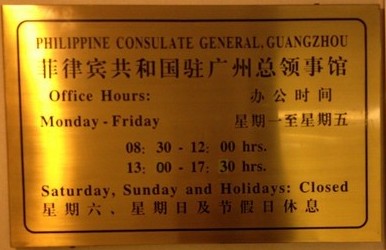 PHILIPPINE CONSULATE GENERAL, GUANGZHOU
菲律宾共和国驻广州总领事馆
Office Hours: 办公时间
Monday - Friday 星期一至星期五
08: 30 - 12: 00 hrs.
13: 00 - 17: 30 hrs.
Saturday, Sunday and Holidays: Closed
星期六、星期日及节假日休息